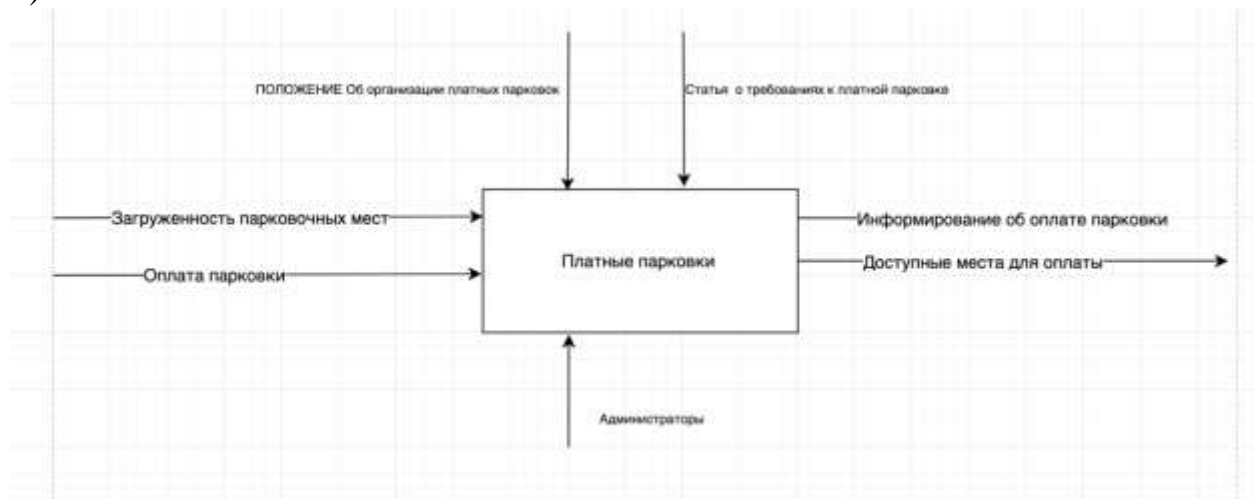 ПОЛОЖЕНИЕ Об организации платных парковок
Статья о требованиях к платной парковке
Загруженность парковочных мест
Информирование об оплате парковки
Платные парковки
Доступные места для оплаты
Оплата парковки
Администраторы